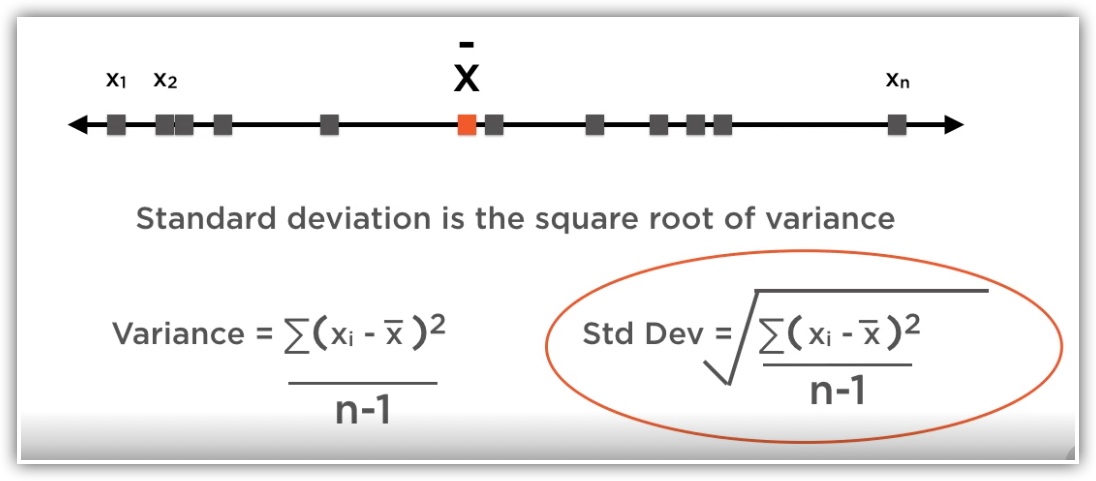 x̄
x₁ x₂ xₙ
Standard deviation is the square root of variance
Variance = ∑(xᵢ - x̄)²
n-1
Std Dev = √∑(xᵢ - x̄)²
n-1